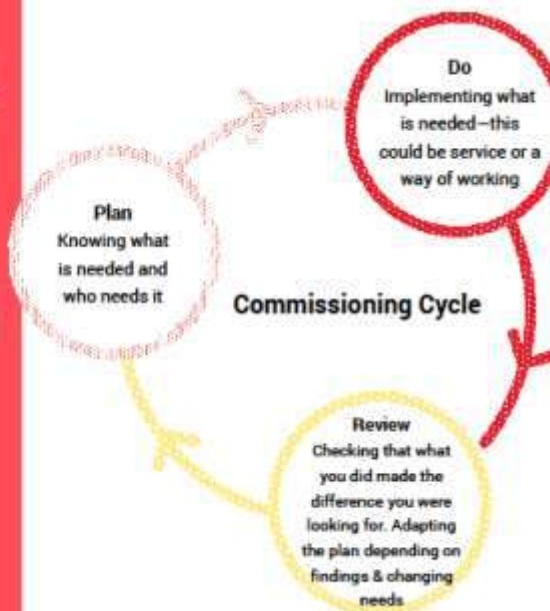 Do
Implementing what
is needed—this
could be service or a
way of working
Plan
Knowing what
is needed and
who needs it
Commissioning Cycle
Review
Checking that what
you did made the
difference you were
looking for. Adapting
the plan depending on
findings & changing
needs